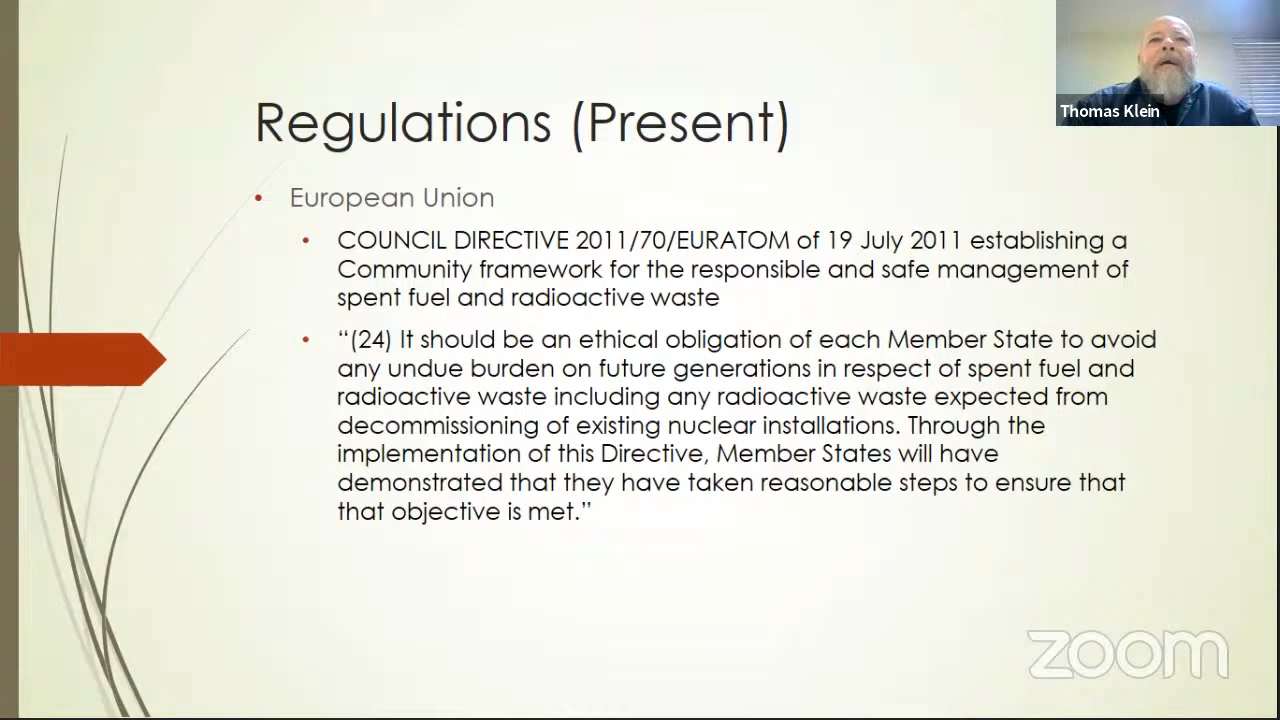 Regulations (Present)
• European Union
• COUNCIL DIRECTIVE 2011/70/EURATOM of 19 July 2011 establishing a
Community framework for the responsible and safe management of
spent fuel and radioactive waste
• “(24) It should be an ethical obligation of each Member State to avoid
any undue burden on future generations in respect of spent fuel and
radioactive waste including any radioactive waste expected from
decommissioning of existing nuclear installations. Through the
implementation of this Directive, Member States will have
demonstrated that they have taken reasonable steps to ensure that
that objective is met.”
Thomas Klein
zoom